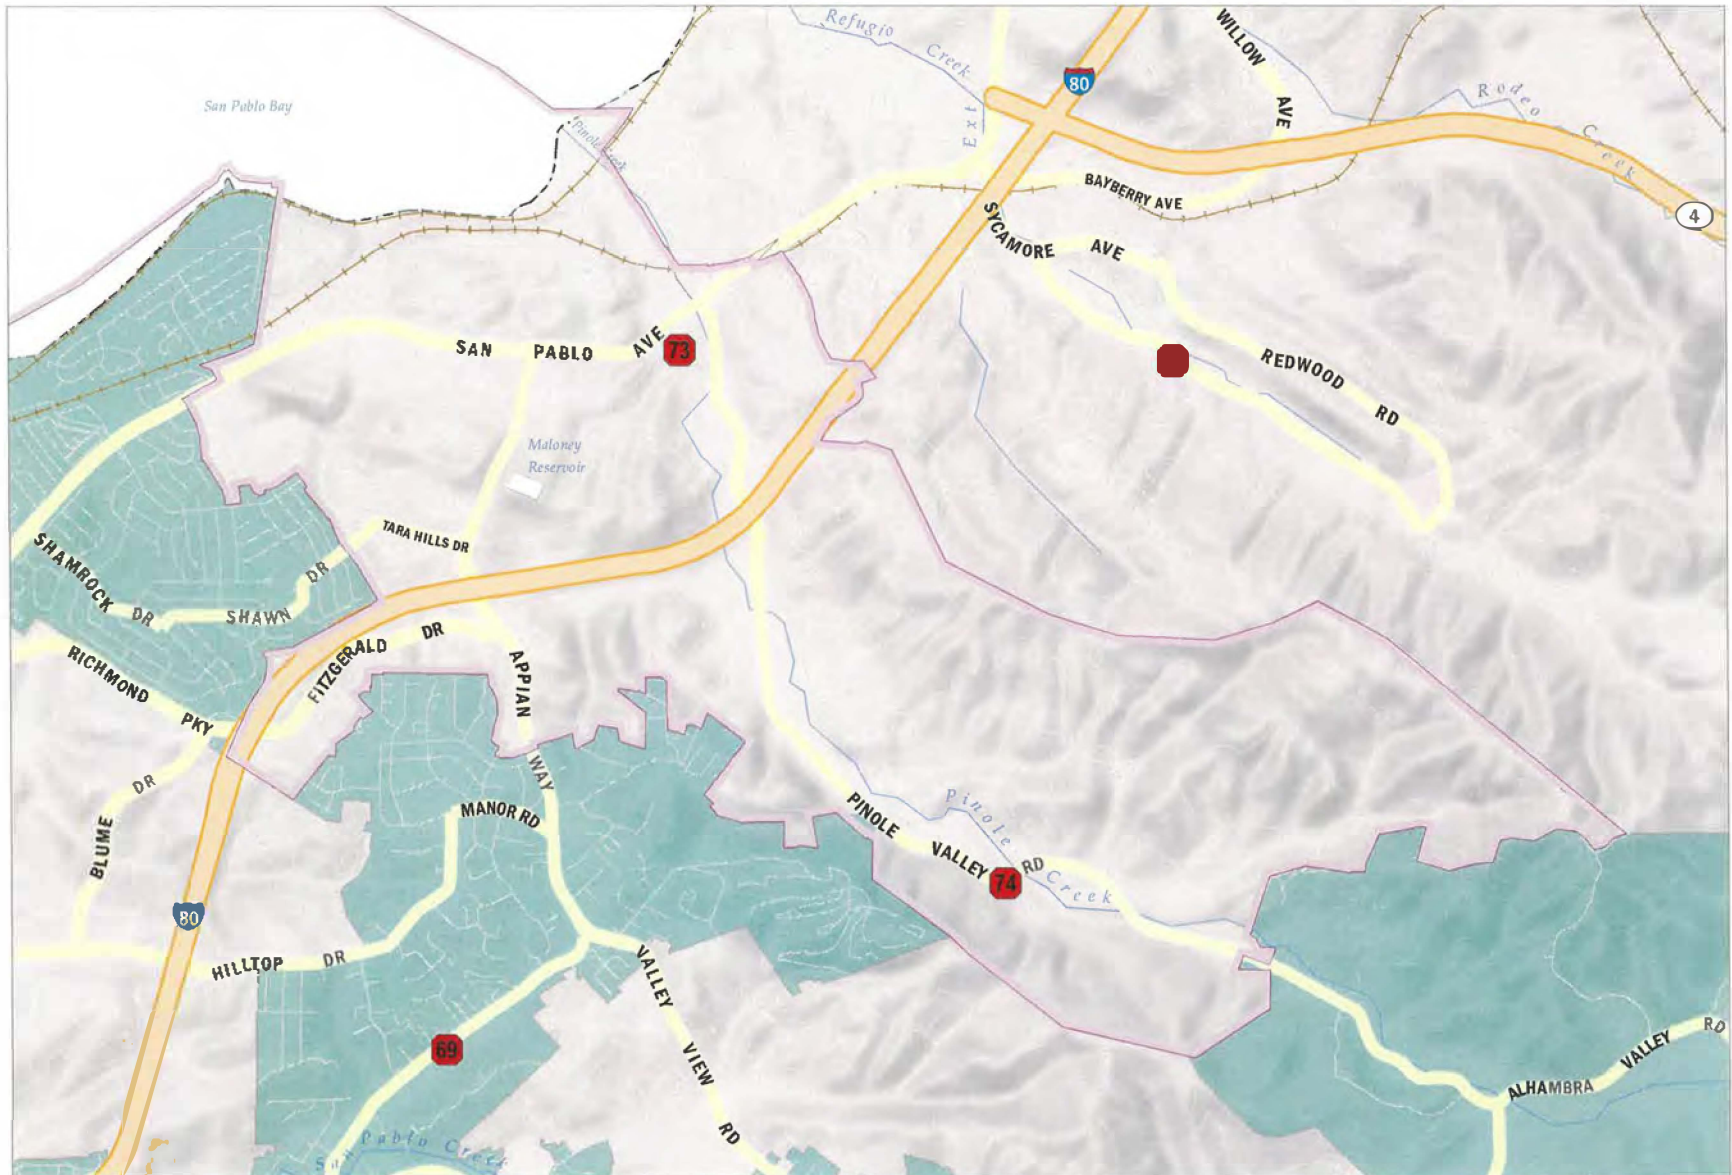 Refugio
Creek
WILLOW
AVE
80
Rodeo
Creek
San Pablo Bay
Pinole Creek
Ext
BAYBERRY AVE
4
SYCAMORE
AVE
SAN PABLO AVE
73
REDWOOD
RD
Maloney
Reservoir
TARA HILLS DR
SHAMROCK
DR
SHAWN
DR
FITZGERALD
DR
RICHMOND
PKY
APPIAN
WAY
BLUME
DR
MANOR RD
PINOLE
VALLEY
RD
Pinole
Creek
74
80
HILLTOP
DR
VALLEY
VIEW
RD
69
San Pablo Creek
ALHAMBRA
VALLEY
RD